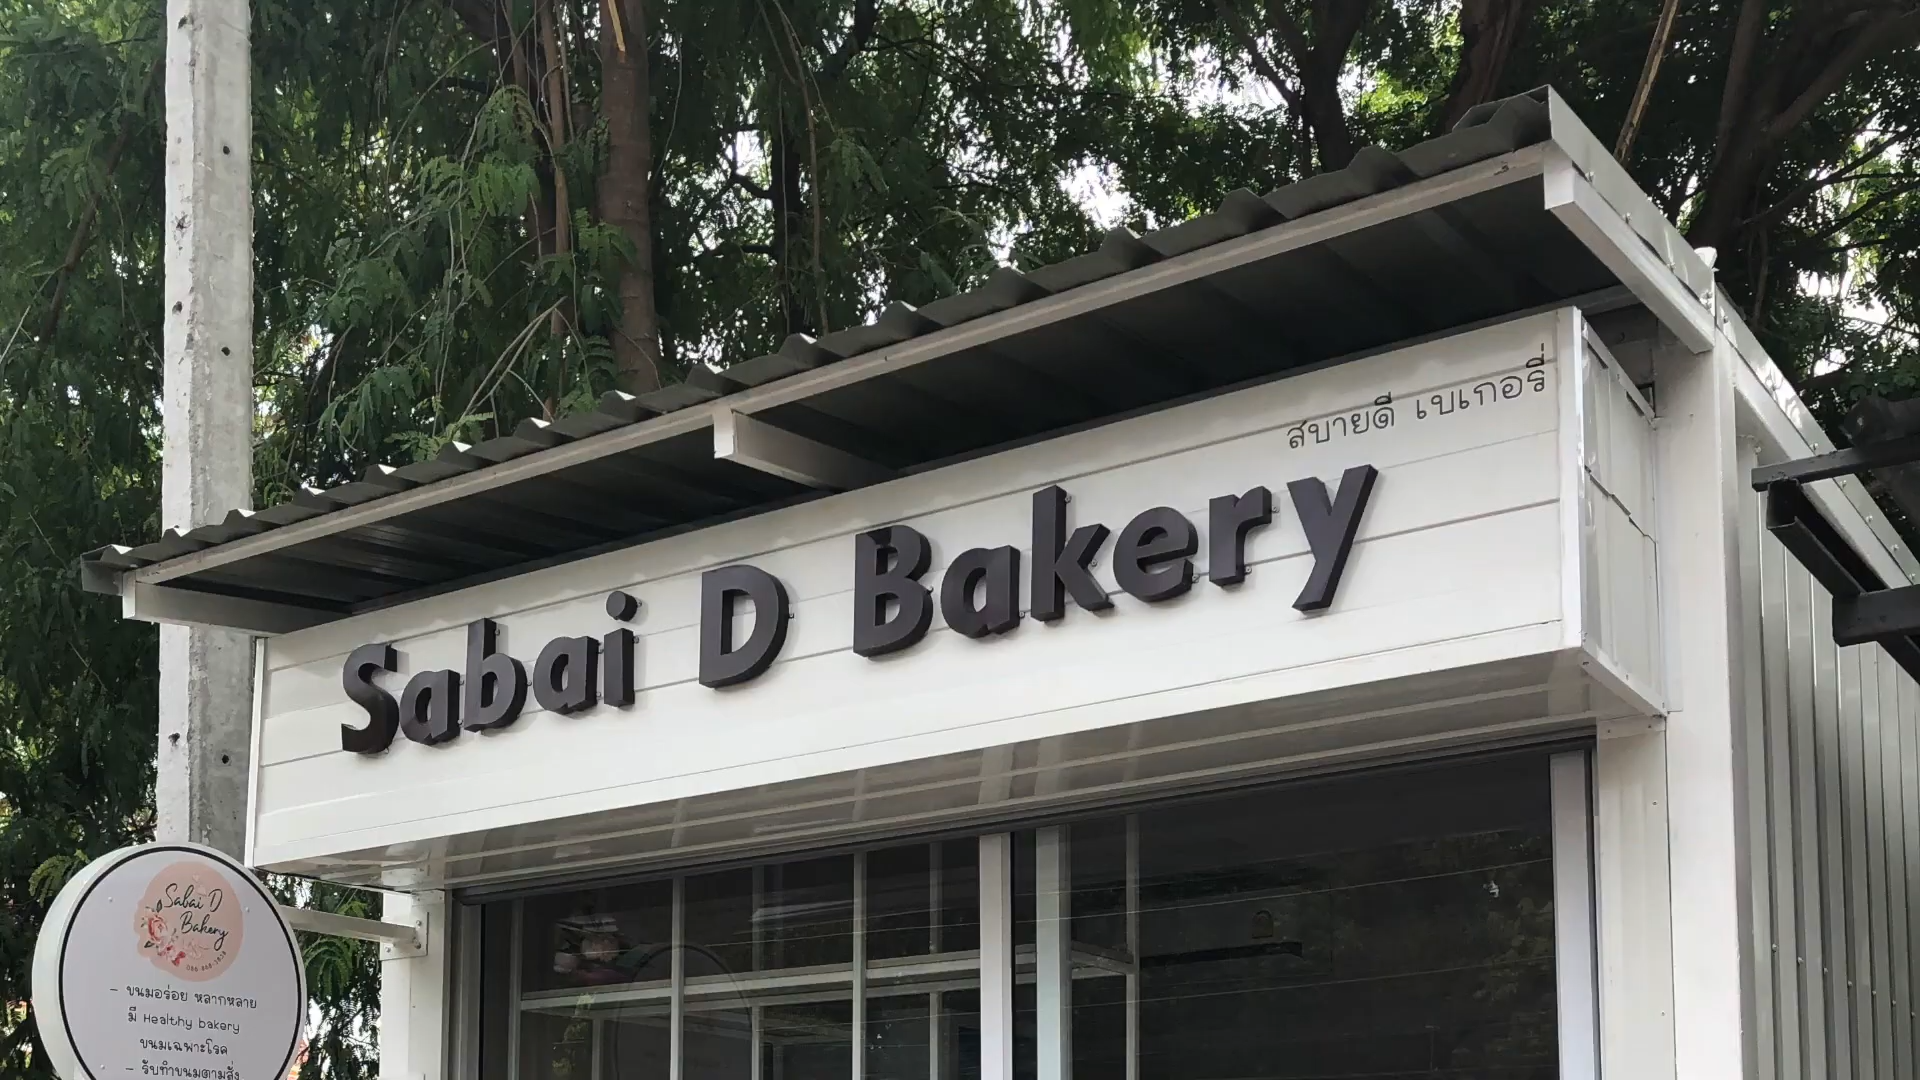 สบายดี เบเกอรี่
Sabai D Bakery
Sabai D
Bakery
- ขนมอร่อย หลากหลาย
มี Healthy bakery
ขนมเฉพาะโรค
- รับทำขนมตามสั่ง